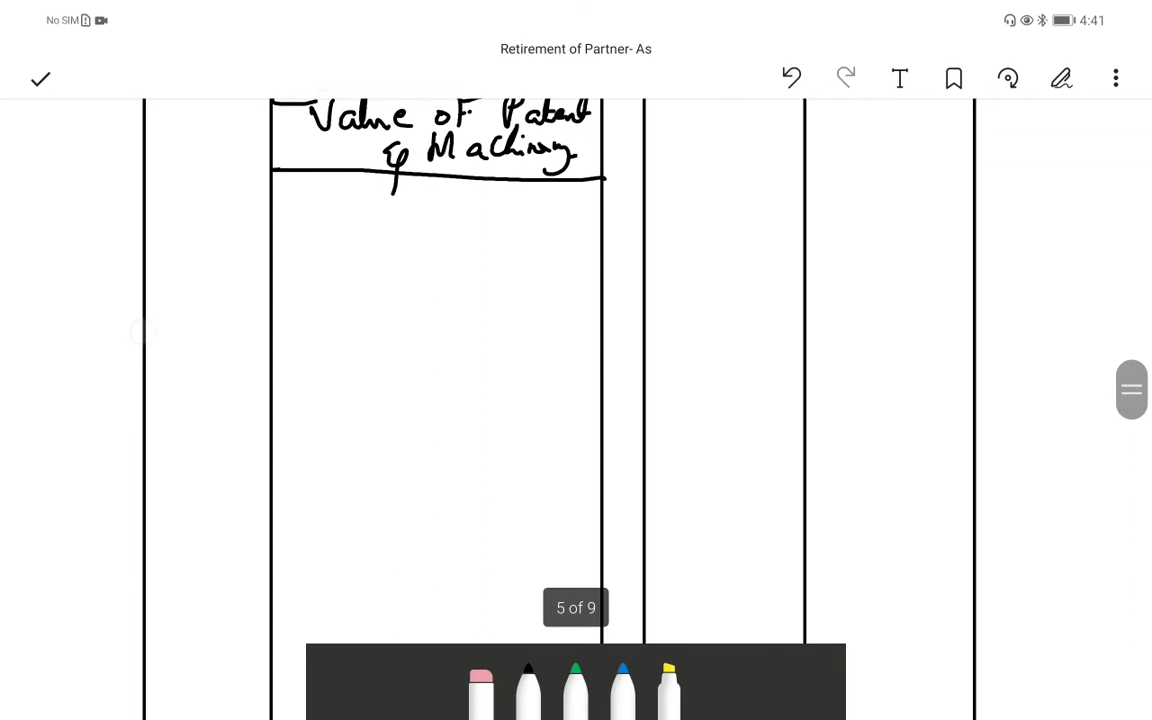 No SIM
4:41
Retirement of Partner- As
T
Value of Patent
& Machinery
5 of 9